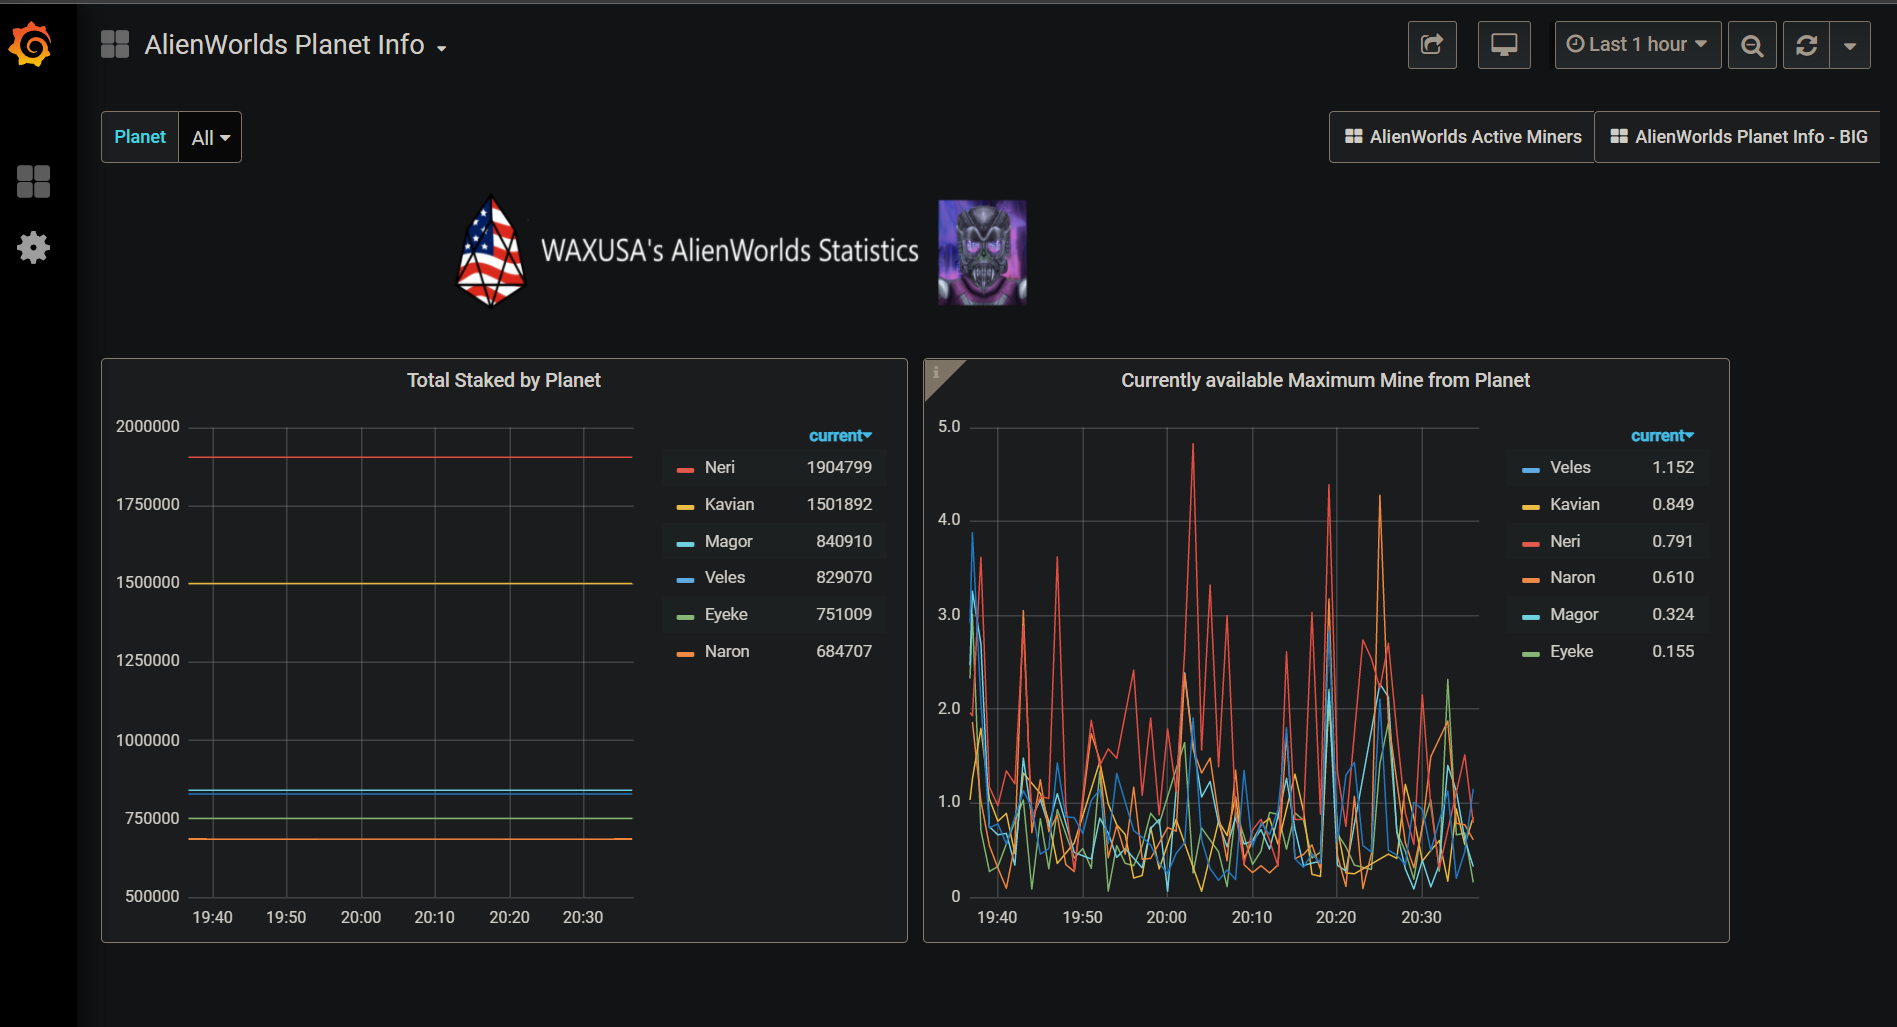 AlienWorlds Planet Info
Last 1 hour
Planet All
AlienWorlds Active Miners
AlienWorlds Planet Info - BIG
WAXUSA's AlienWorlds Statistics
Total Staked by Planet
2000000
1750000
1500000
1250000
1000000
750000
500000
19:40 19:50 20:00 20:10 20:20 20:30
current
Neri 1904799
Kavian 1501892
Magor 840910
Veles 829070
Eyeke 751009
Naron 684707
i
Currently available Maximum Mine from Planet
5.0
4.0
3.0
2.0
1.0
0
19:40 19:50 20:00 20:10 20:20 20:30
current
Veles 1.152
Kavian 0.849
Neri 0.791
Naron 0.610
Magor 0.324
Eyeke 0.155